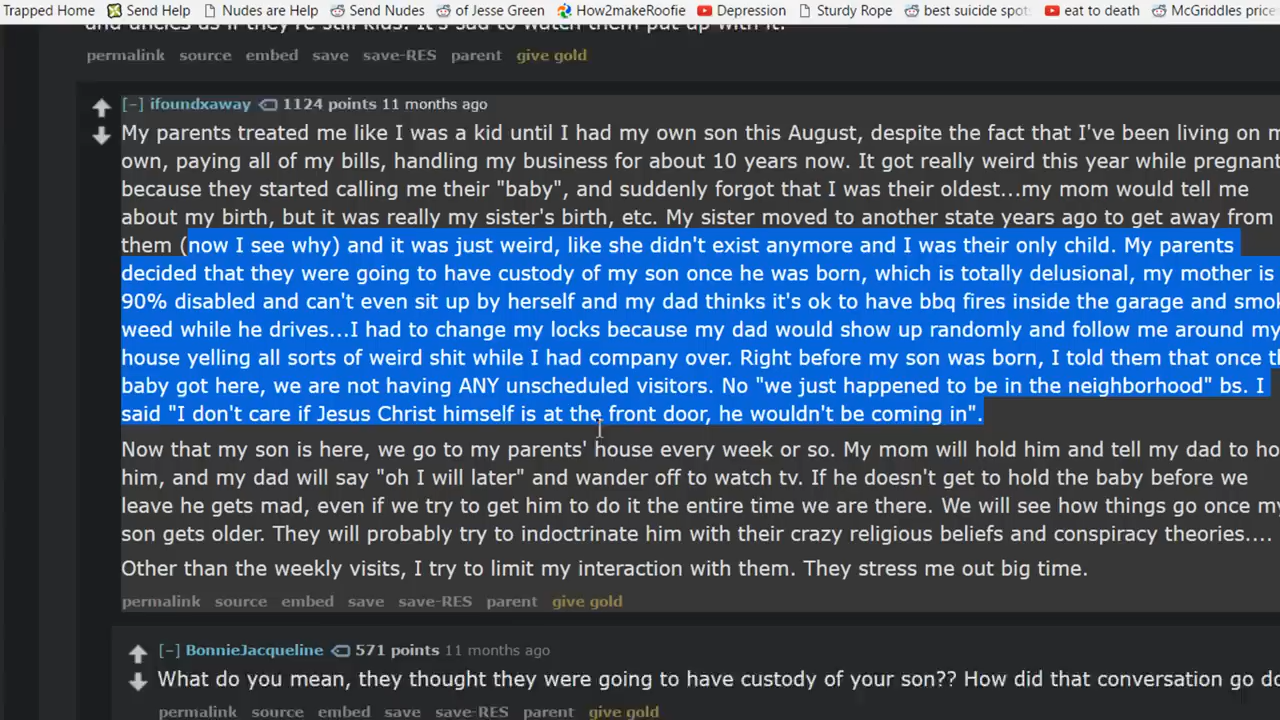 Trapped Home Send Help Nudes are Help Send Nudes of Jesse Green How2makeRoofie Depression Sturdy Rope best suicide spots eat to death McGriddles price
and uncles as if they're still kids. It's sad to watch them put up with it.
permalink source embed save save-RES parent give gold
[-] ifoundxaway 1124 points 11 months ago
My parents treated me like I was a kid until I had my own son this August, despite the fact that I've been living on m
own, paying all of my bills, handling my business for about 10 years now. It got really weird this year while pregnant
because they started calling me their "baby", and suddenly forgot that I was their oldest...my mom would tell me
about my birth, but it was really my sister's birth, etc. My sister moved to another state years ago to get away from
them (now I see why) and it was just weird, like she didn't exist anymore and I was their only child. My parents
decided that they were going to have custody of my son once he was born, which is totally delusional, my mother is
90% disabled and can't even sit up by herself and my dad thinks it's ok to have bbq fires inside the garage and smok
weed while he drives...I had to change my locks because my dad would show up randomly and follow me around my
house yelling all sorts of weird shit while I had company over. Right before my son was born, I told them that once th
baby got here, we are not having ANY unscheduled visitors. No "we just happened to be in the neighborhood" bs. I
said "I don't care if Jesus Christ himself is at the front door, he wouldn't be coming in".
Now that my son is here, we go to my parents' house every week or so. My mom will hold him and tell my dad to ho
him, and my dad will say "oh I will later" and wander off to watch tv. If he doesn't get to hold the baby before we
leave he gets mad, even if we try to get him to do it the entire time we are there. We will see how things go once my
son gets older. They will probably try to indoctrinate him with their crazy religious beliefs and conspiracy theories....
Other than the weekly visits, I try to limit my interaction with them. They stress me out big time.
permalink source embed save save-RES parent give gold
[-] BonnieJacqueline 571 points 11 months ago
What do you mean, they thought they were going to have custody of your son?? How did that conversation go do
permalink source embed save save-RES parent give gold